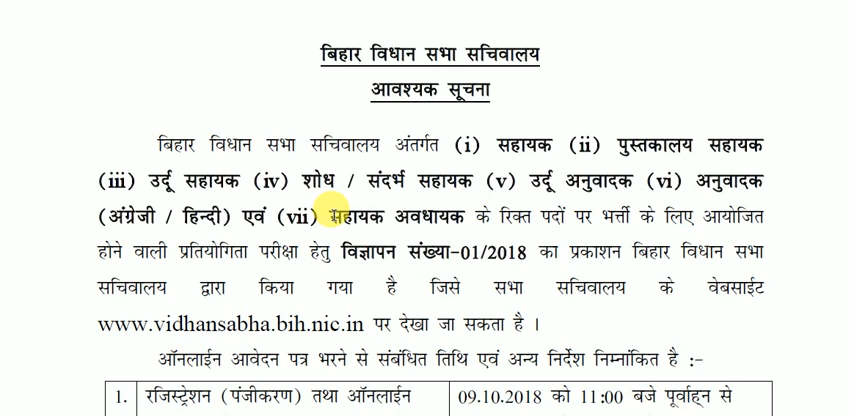 बिहार विधान सभा सचिवालय
आवश्यक सूचना
बिहार विधान सभा सचिवालय अंतर्गत (i) सहायक (ii) पुस्तकालय सहायक
(iii) उर्दू सहायक (iv) शोध / संदर्भ सहायक (v) उर्दू अनुवादक (vi) अनुवादक
(अंग्रेजी / हिन्दी) एवं (vii) सहायक अवधायक के रिक्त पदों पर भर्त्ती के लिए आयोजित
होने वाली प्रतियोगिता परीक्षा हेतु विज्ञापन संख्या-01/2018 का प्रकाशन बिहार विधान सभा
सचिवालय द्वारा किया गया है जिसे सभा सचिवालय के वेबसाईट
www.vidhansabha.bih.nic.in पर देखा जा सकता है ।
ऑनलाईन आवेदन पत्र भरने से संबंधित तिथि एवं अन्य निर्देश निम्नांकित है :-
1. रजिस्ट्रेशन (पंजीकरण) तथा ऑनलाईन 09.10.2018 को 11:00 बजे पूर्वाह्न से